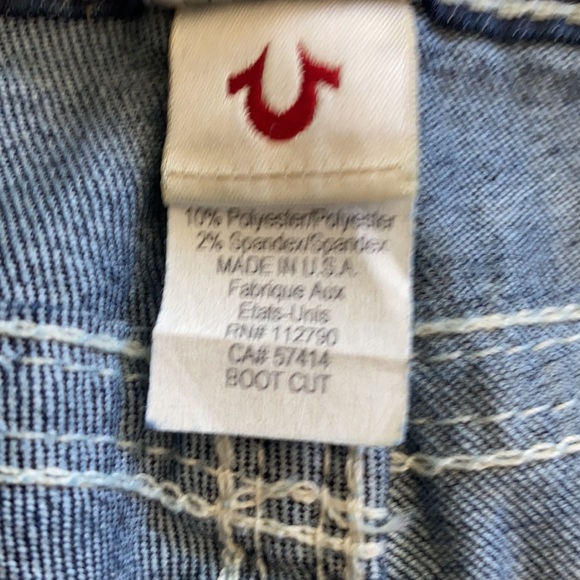 10% Polyester/Polyester
2% Spandex/Spandex
MADE IN U.S.A.
Fabrique Aux
Etats-Unis
RN# 112790
CA# 57414
BOOT CUT